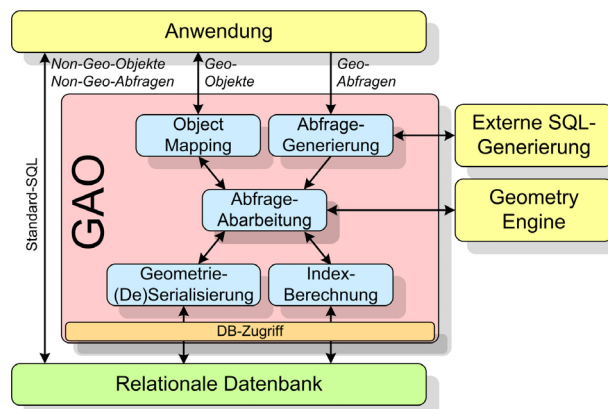 Anwendung
Non-Geo-Objekte
Non-Geo-Abfragen
Geo-
Objekte
Geo-
Abfragen
Standard-SQL
GAO
Object
Mapping
Abfrage-
Generierung
Externe SQL-
Generierung
Abfrage-
Abarbeitung
Geometry
Engine
Geometrie-
(De)Serialisierung
Index-
Berechnung
DB-Zugriff
Relationale Datenbank